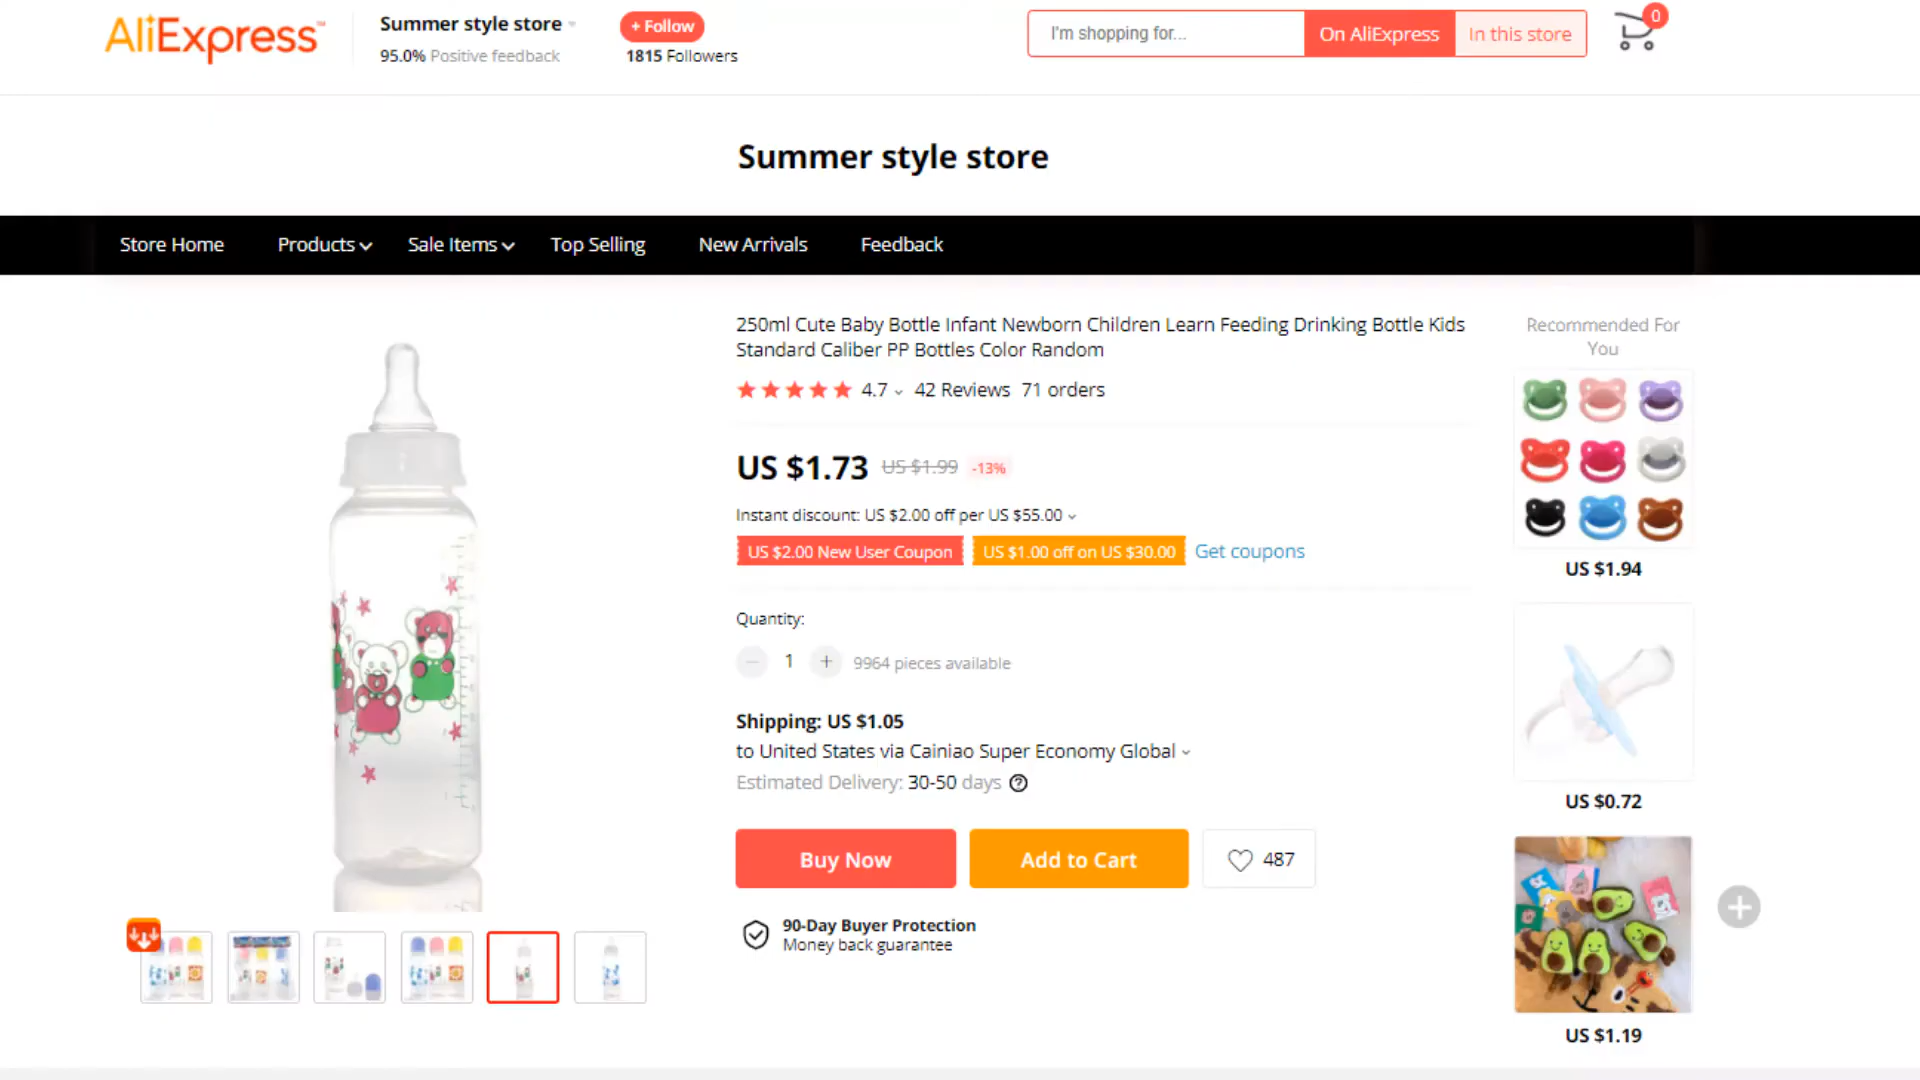 AliExpress™
Summer style store
95.0% Positive feedback
+ Follow
1815 Followers
I'm shopping for...
On AliExpress
In this store
0
Summer style store
Store Home
Products
Sale Items
Top Selling
New Arrivals
Feedback
250ml Cute Baby Bottle Infant Newborn Children Learn Feeding Drinking Bottle Kids
Standard Caliber PP Bottles Color Random
4.7
42 Reviews
71 orders
US $1.73
US $1.99
-13%
Instant discount: US $2.00 off per US $55.00
US $2.00 New User Coupon
US $1.00 off on US $30.00
Get coupons
Quantity:
1
+
9964 pieces available
Shipping: US $1.05
to United States via Cainiao Super Economy Global
Estimated Delivery: 30-50 days
Buy Now
Add to Cart
487
90-Day Buyer Protection
Money back guarantee
Recommended For
You
US $1.94
US $0.72
US $1.19